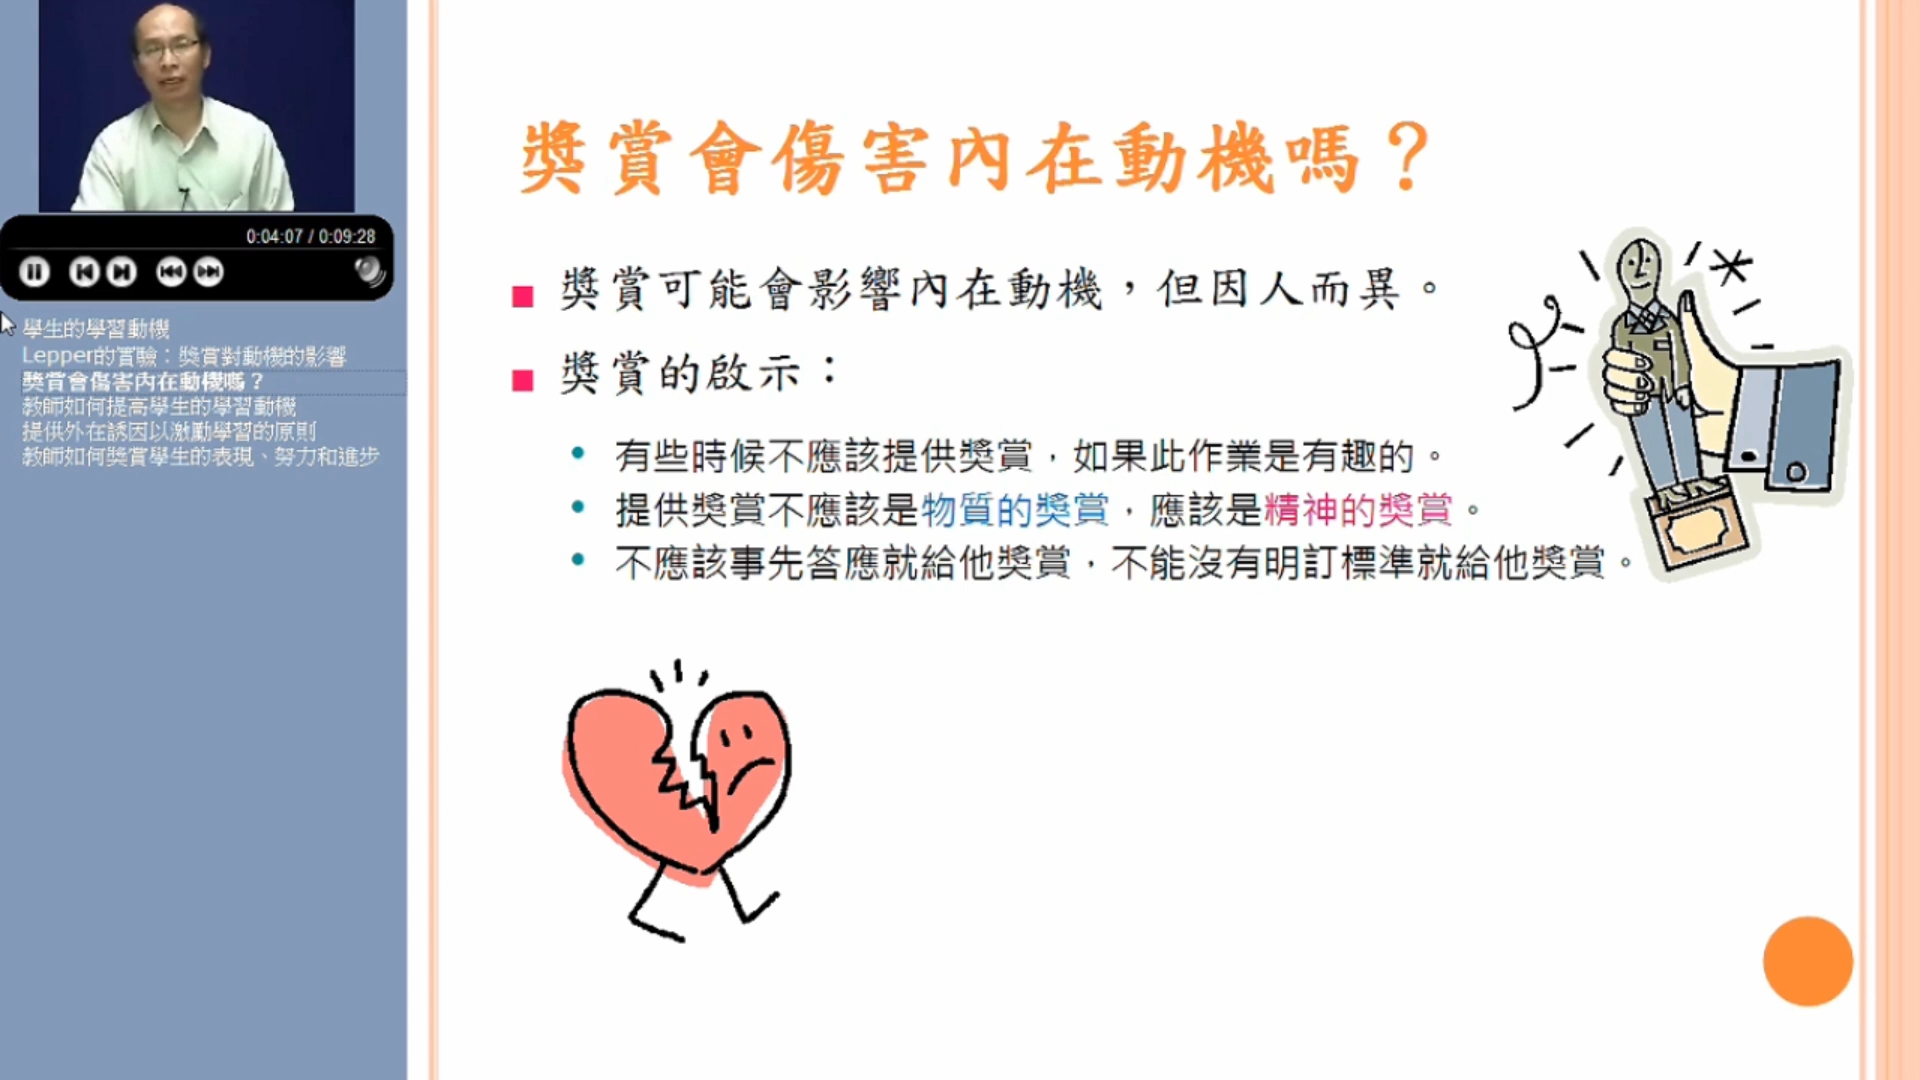 0:04:07 / 0:09:28
學生的學習動機
Lepper的實驗：獎賞對動機的影響
獎賞會傷害內在動機嗎？
教師如何提高學生的學習動機
提供外在誘因以激勵學習的原則
教師如何獎賞學生的表現、努力和進步
獎賞會傷害內在動機嗎？
獎賞可能會影響內在動機，但因人而異。
獎賞的啟示：
有些時候不應該提供獎賞，如果此作業是有趣的。
提供獎賞不應該是物質的獎賞，應該是精神的獎賞。
不應該事先答應就給他獎賞，不能沒有明訂標準就給他獎賞。